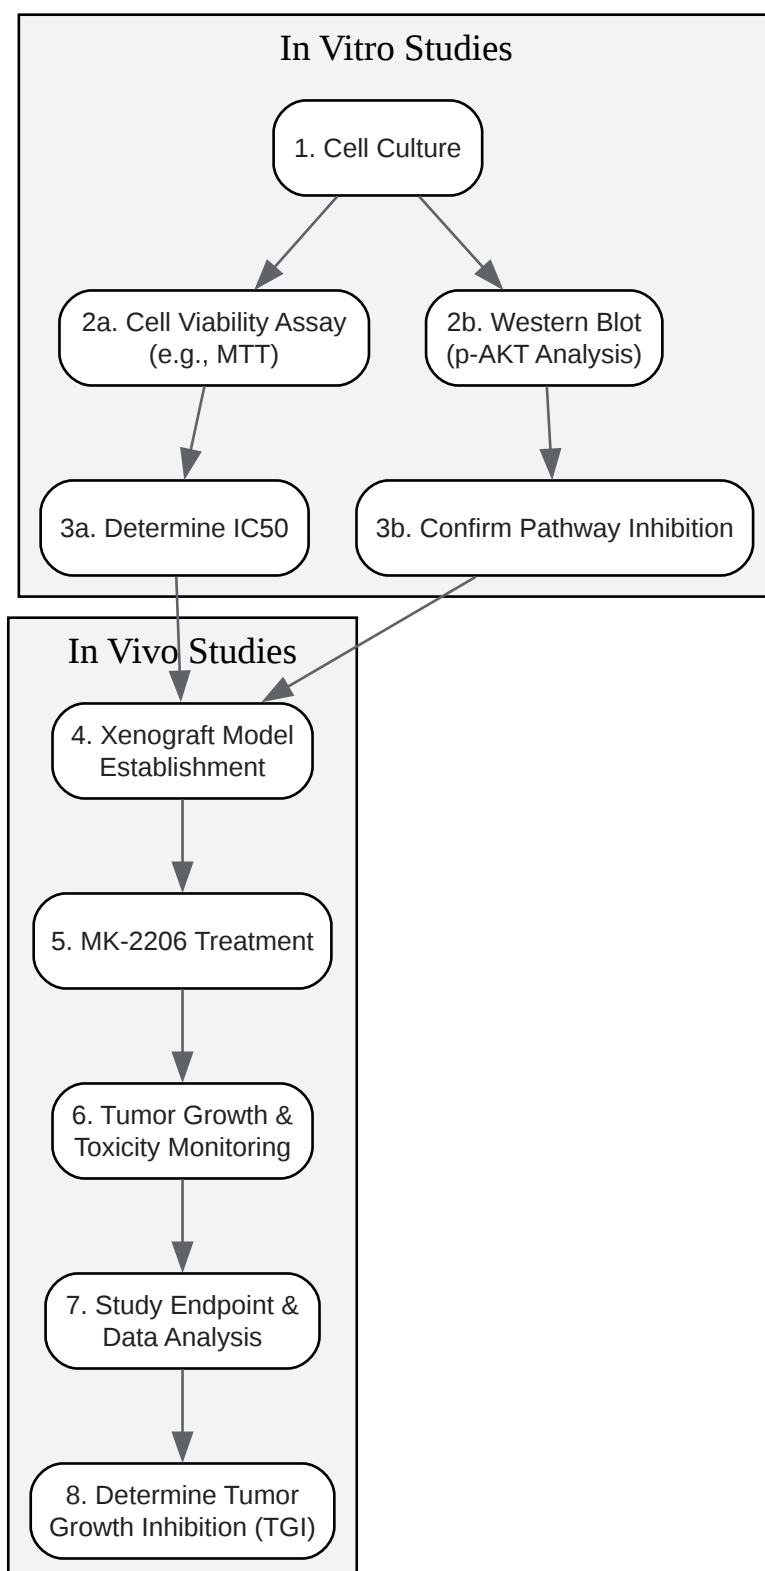 In Vitro Studies
1. Cell Culture
2a. Cell Viability Assay
(e.g., MTT)
2b. Western Blot
(p-AKT Analysis)
3a. Determine IC50
3b. Confirm Pathway Inhibition
In Vivo Studies
4. Xenograft Model
Establishment
5. MK-2206 Treatment
6. Tumor Growth &
Toxicity Monitoring
7. Study Endpoint &
Data Analysis
8. Determine Tumor
Growth Inhibition (TGI)